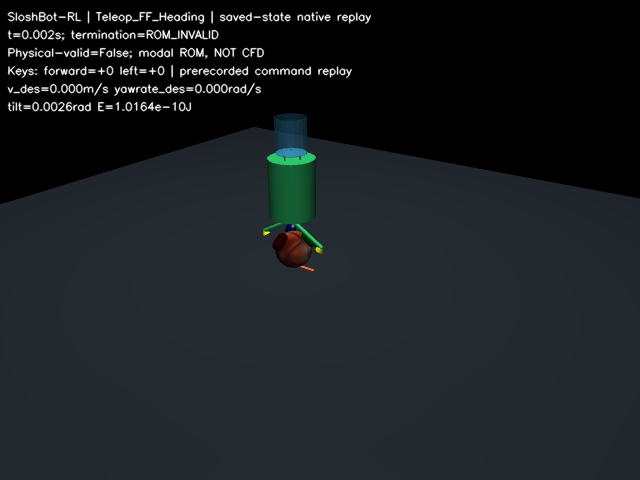 SloshBot-RL | Teleop_FF_Heading | saved-state native replay
t=0.002s; termination=ROM_INVALID
Physical-valid=False; modal ROM, NOT CFD
Keys: forward=+0 left=+0 | prerecorded command replay
v_des=0.000m/s yawrate_des=0.000rad/s
tilt=0.0026rad E=1.0164e-10J